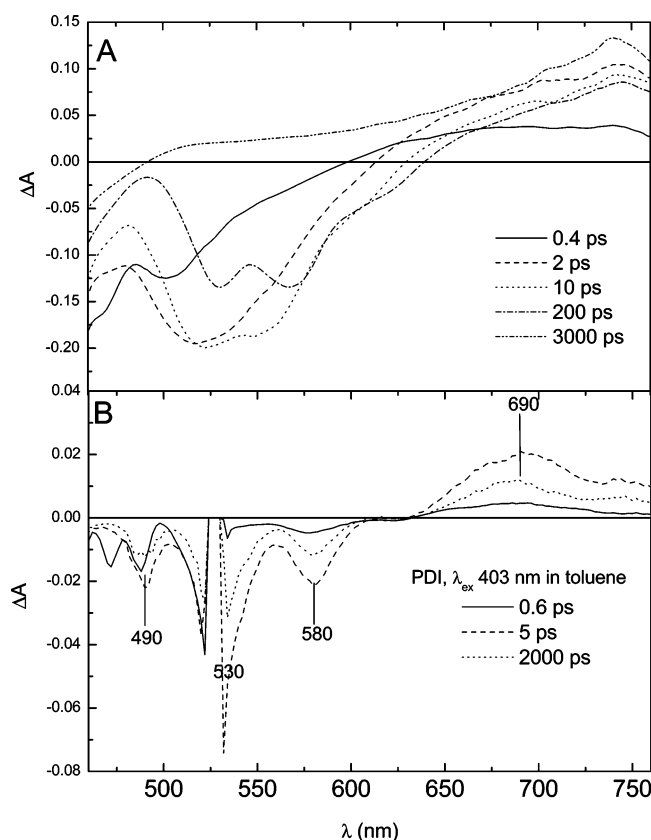 A
0.15
0.10
0.05
0.00
-0.05
-0.10
-0.15
-0.20
ΔA
0.4 ps
2 ps
10 ps
200 ps
3000 ps
B
0.04
0.02
0.00
-0.02
-0.04
-0.06
-0.08
ΔA
690
490
530
580
PDI, λex 403 nm in toluene
0.6 ps
5 ps
2000 ps
500 550 600 650 700 750
λ (nm)